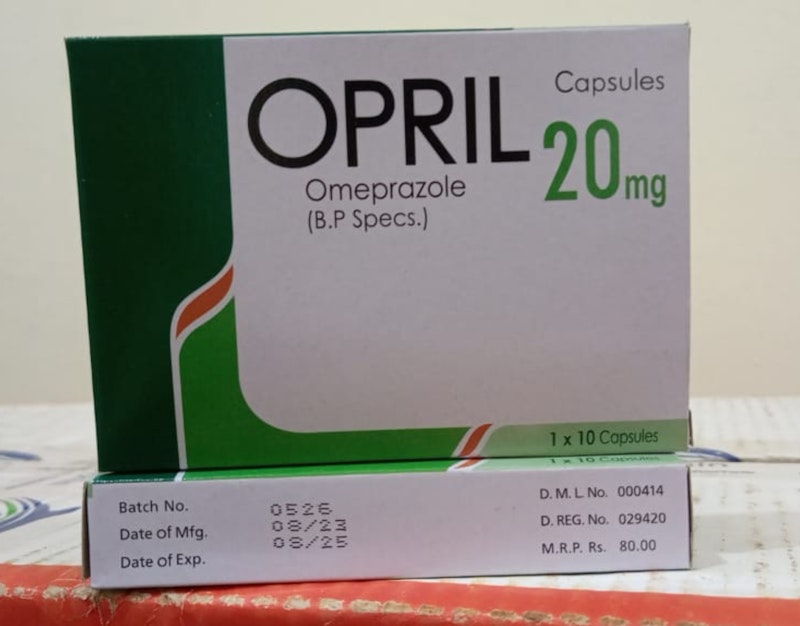 OPRIL
Capsules
20mg
Omeprazole
(B.P Specs.)
1 x 10 Capsules
1 x 10 Capsules
Batch No. 0526
Date of Mfg. 08/23
Date of Exp. 08/25
D. M. L. No. 000414
D. REG. No. 029420
M.R.P. Rs. 80.00